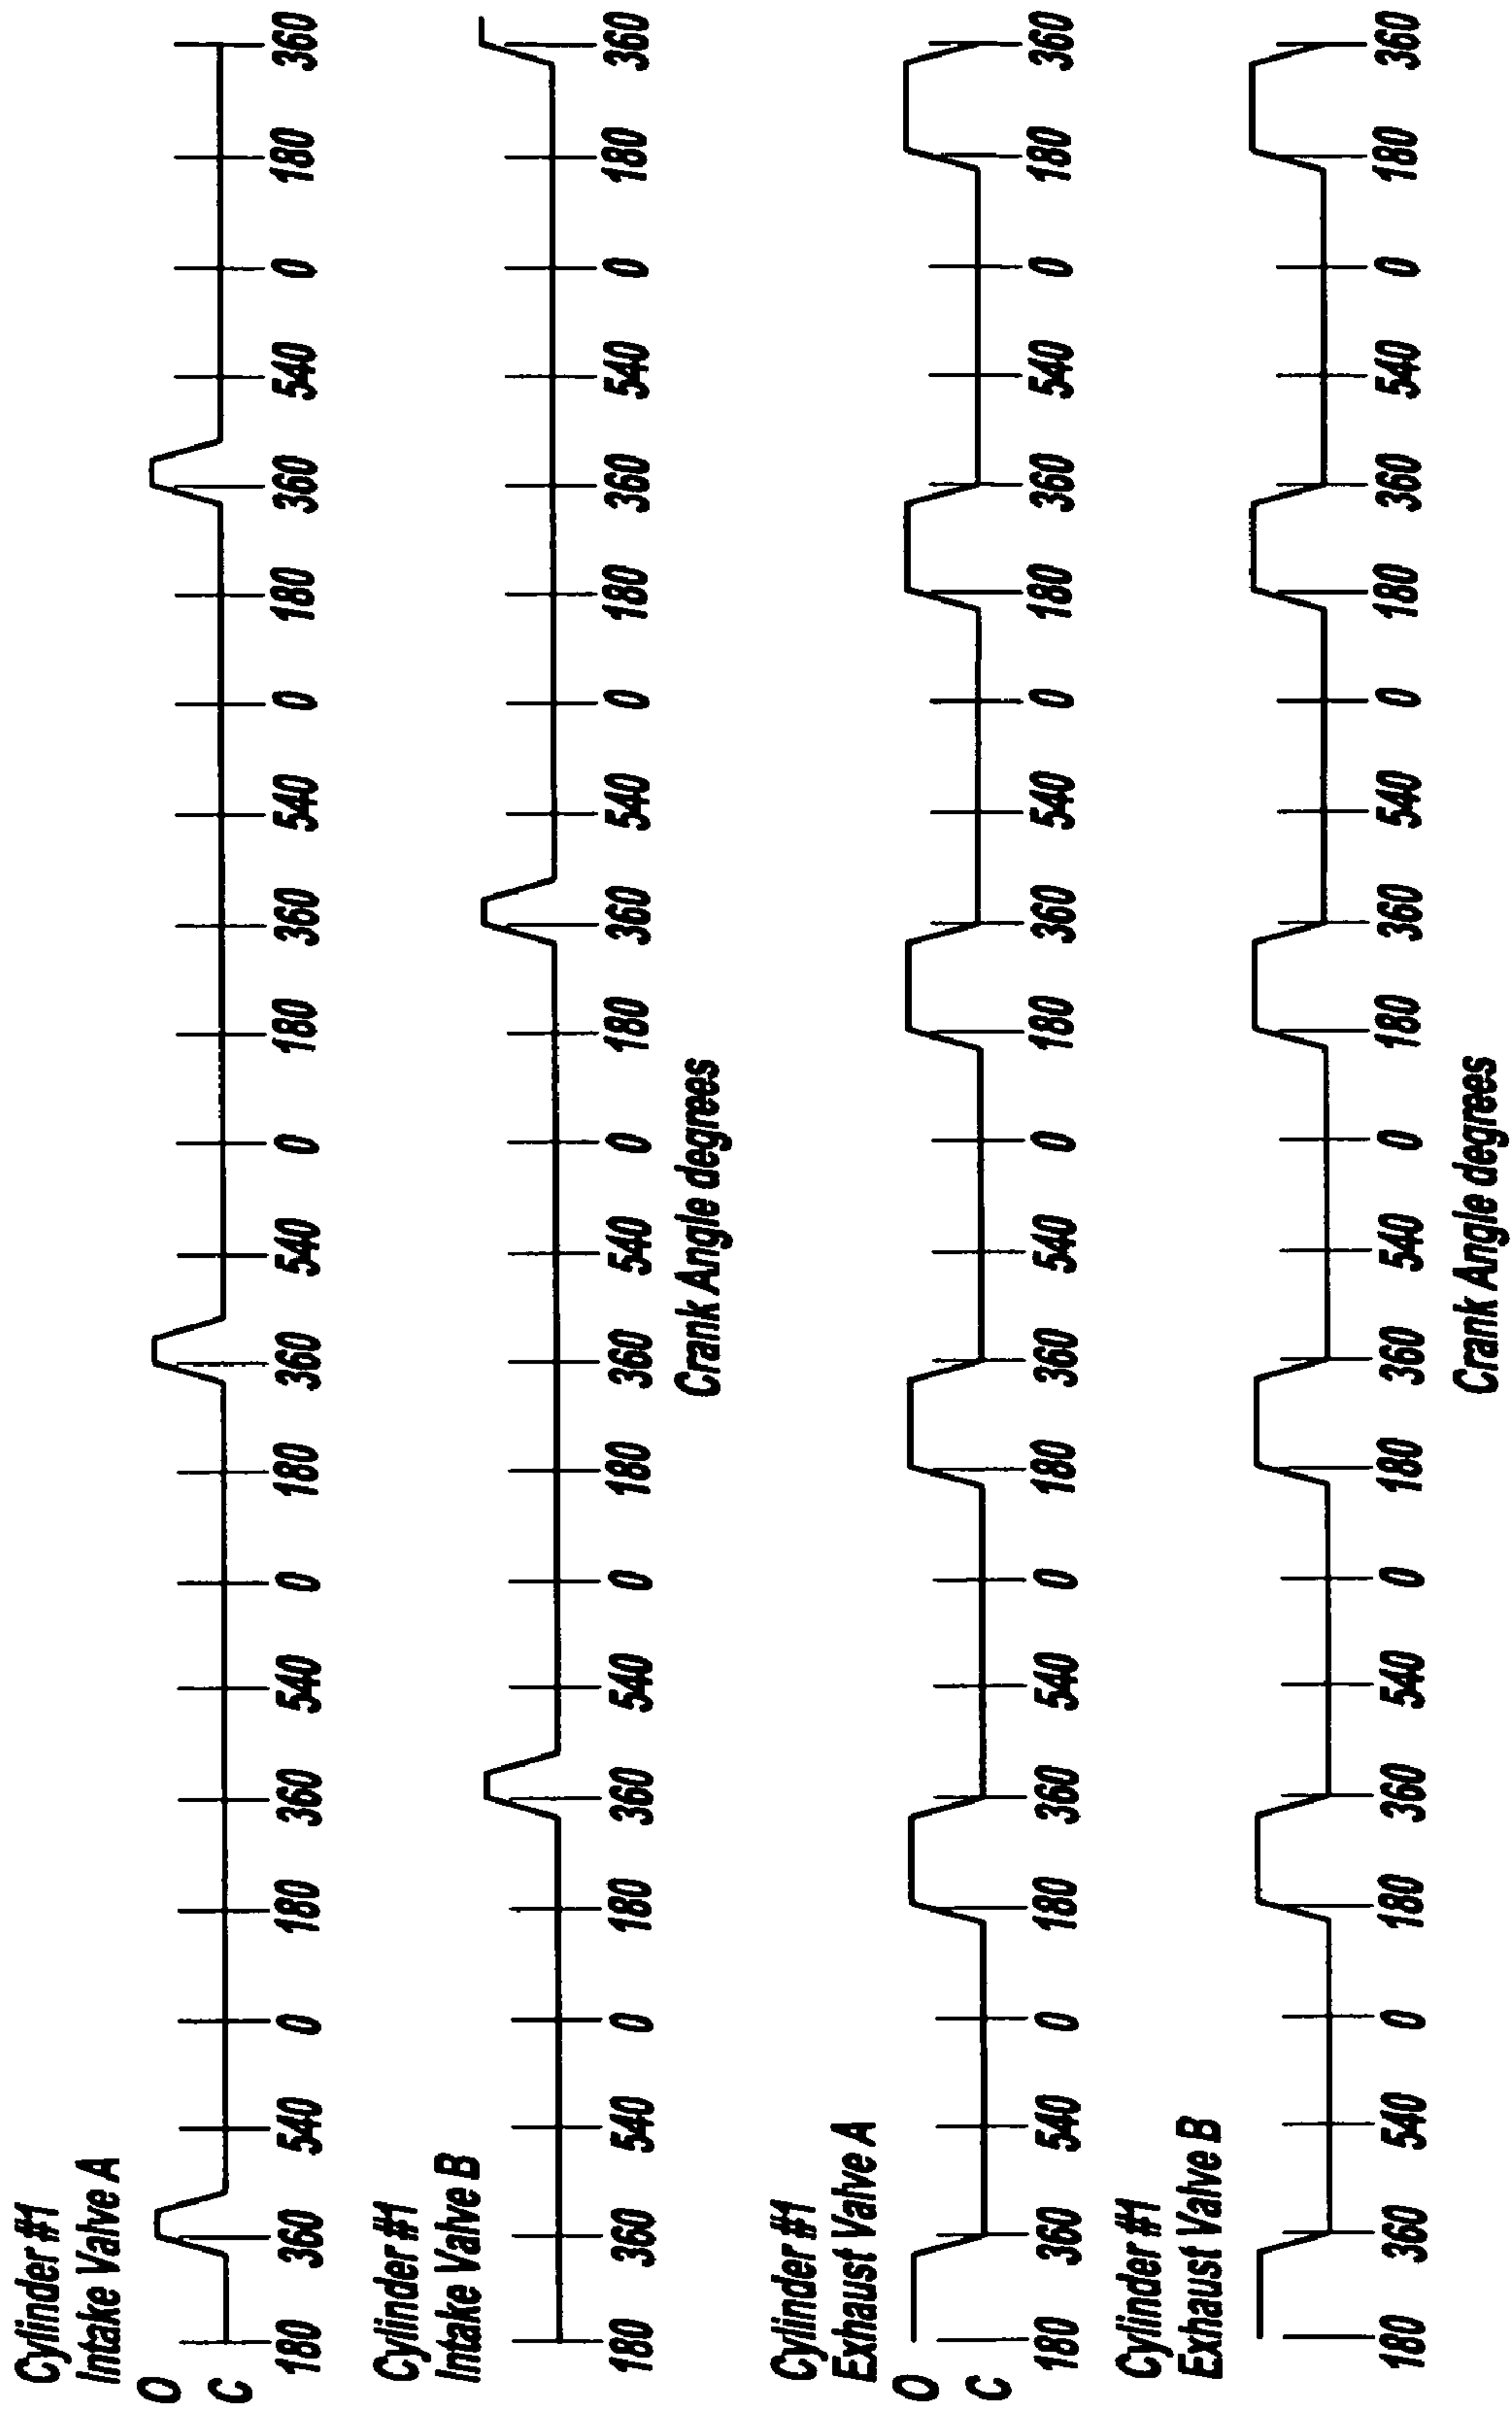 Cylinder #1
Intake Valve A
O
C
180 360 540 0 180 360 540 0 180 360 540 0 180 360 540 0 180 360 540 0 180 360
Cylinder #1
Intake Valve B
180 360 540 0 180 360 540 0 180 360 540 0 180 360 540 0 180 360 540 0 180 360
Crank Angle degrees
Cylinder #1
Exhaust Valve A
O
C
180 360 540 0 180 360 540 0 180 360 540 0 180 360 540 0 180 360 540 0 180 360
Cylinder #1
Exhaust Valve B
180 360 540 0 180 360 540 0 180 360 540 0 180 360 540 0 180 360 540 0 180 360
Crank Angle degrees